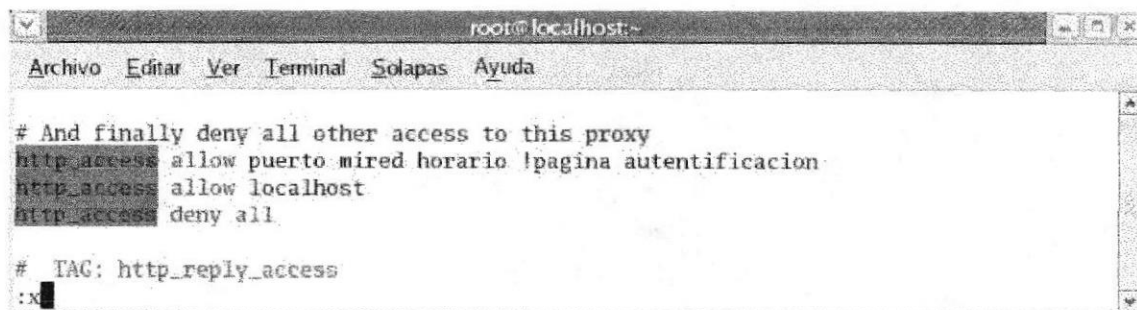 root@localhost:~
Archivo Editar Ver Terminal Solapas Ayuda
# And finally deny all other access to this proxy
http_access allow puerto mired horario !pagina autentificacion
http_access allow localhost
http_access deny all
# TAG: http_reply_access
:x